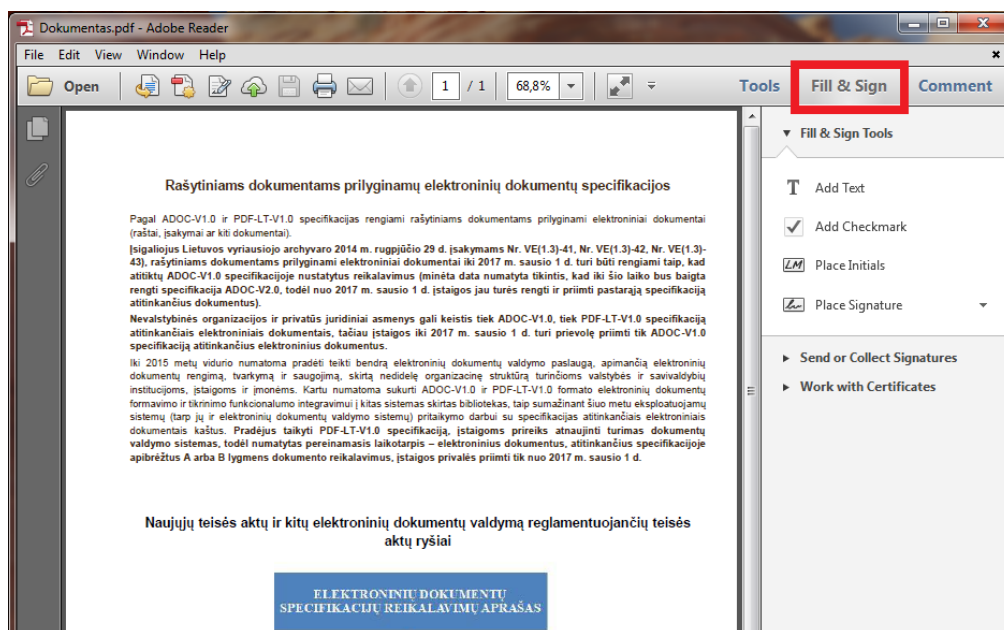 Dokumentas.pdf - Adobe Reader
File Edit View Window Help
Open 1 / 1 68,8% Tools Fill & Sign Comment
Fill & Sign Tools
Add Text
Add Checkmark
Place Initials
Place Signature
Send or Collect Signatures
Work with Certificates
Rašytiniams dokumentams prilyginamų elektroninių dokumentų specifikacijos
Pagal ADOC-V1.0 ir PDF-LT-V1.0 specifikacijas rengiami rašytiniams dokumentams prilyginami elektroniniai dokumentai
(raštai, įsakymai ar kiti dokumentai).
Įsigaliojus Lietuvos vyriausiojo archyvaro 2014 m. rugpjūčio 29 d. įsakymams Nr. VE(1.3)-41, Nr. VE(1.3)-42, Nr. VE(1.3)-
43), rašytiniams dokumentams prilyginami elektroniniai dokumentai iki 2017 m. sausio 1 d. turi būti rengiami taip, kad
atitiktų ADOC-V1.0 specifikacijoje nustatytus reikalavimus (minėta data numatyta tikintis, kad iki šio laiko bus baigta
rengti specifikacija ADOC-V2.0, todėl nuo 2017 m. sausio 1 d. įstaigos jau turės rengti ir priimti pastarąją specifikaciją
atitinkančius dokumentus).
Nevalstybinės organizacijos ir privatūs juridiniai asmenys gali keistis tiek ADOC-V1.0, tiek PDF-LT-V1.0 specifikaciją
atitinkančiais elektroniniais dokumentais, tačiau įstaigos iki 2017 m. sausio 1 d. turi prievolę priimti tik ADOC-V1.0
specifikaciją atitinkančius elektroninius dokumentus.
Iki 2015 metų vidurio numatoma pradėti teikti bendrą elektroninių dokumentų valdymo paslaugą, apimančią elektroninių
dokumentų rengimą, tvarkymą ir saugojimą, skirtą nedidelę organizacinę struktūrą turinčioms valstybės ir savivaldybių
institucijoms, įstaigoms ir įmonėms. Kartu numatoma sukurti ADOC-V1.0 ir PDF-LT-V1.0 formato elektroninių dokumentų
formavimo ir tikrinimo funkcionalumo integravimui į kitas sistemas skirtas bibliotekas, taip sumažinant šiuo metu eksploatuojamų
sistemų (tarp jų ir elektroninių dokumentų valdymo sistemų) pritaikymo darbui su specifikacijas atitinkančiais elektroniniais
dokumentais kaštus. Pradėjus taikyti PDF-LT-V1.0 specifikaciją, įstaigoms prireiks atnaujinti turimas dokumentų
valdymo sistemas, todėl numatytas pereinamasis laikotarpis – elektroninius dokumentus, atitinkančius specifikacijoje
apibrėžtus A arba B lygmens dokumento reikalavimus, įstaigos privalės priimti tik nuo 2017 m. sausio 1 d.
Naujųjų teisės aktų ir kitų elektroninių dokumentų valdymą reglamentuojančių teisės
aktų ryšiai
ELEKTRONINIŲ DOKUMENTŲ
SPECIFIKACIJŲ REIKALAVIMŲ APRAŠAS